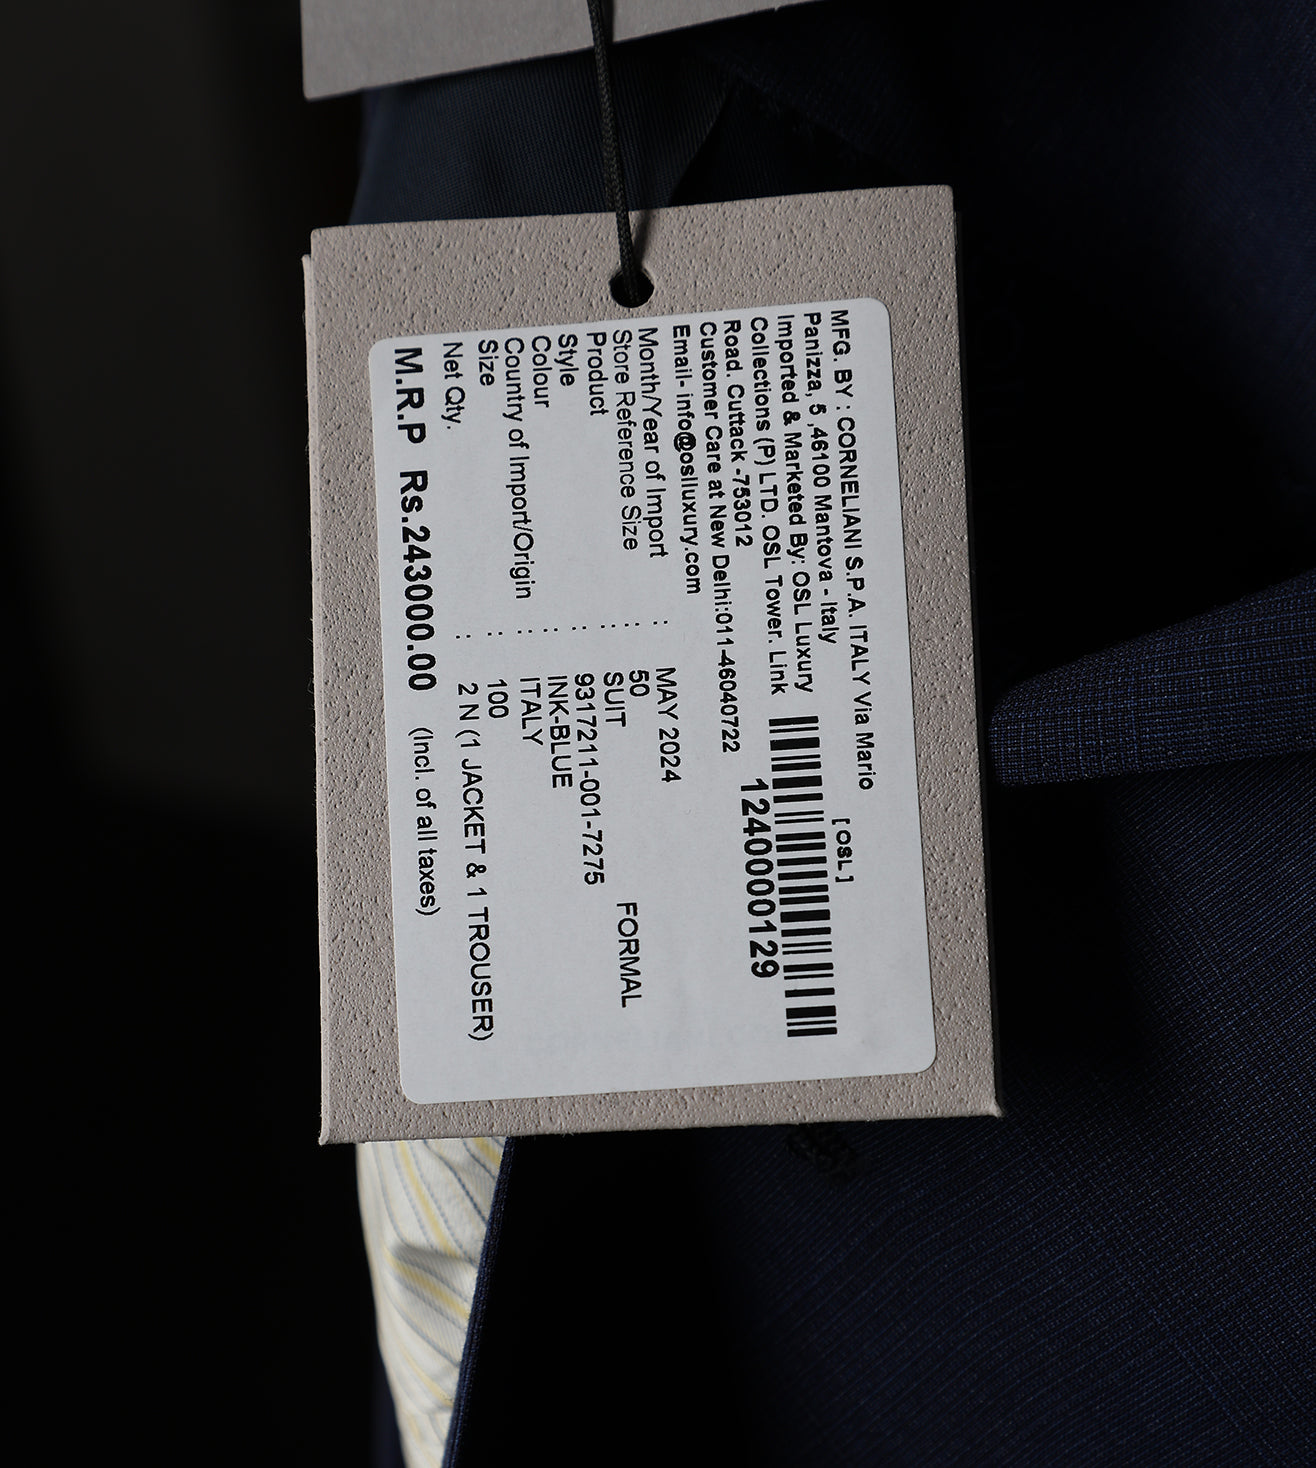 MFG. BY : CORNELIANI S.P.A. ITALY Via Mario
Panizza, 5 ,46100 Mantova - Italy
[ OSL ]
Imported & Marketed By: OSL Luxury
Collections (P) LTD. OSL Tower. Link
Road. Cuttack -753012
1240000129
Customer Care at New Delhi:011-46040722
Email- info@oslluxury.com
Month/Year of Import : MAY 2024
Store Reference Size : 50
Product : SUIT FORMAL
Style : 9317211-001-7275
Colour : INK-BLUE
Country of Import/Origin : ITALY
Size : 100
Net Qty. : 2 N (1 JACKET & 1 TROUSER)
M.R.P Rs.243000.00 (Incl. of all taxes)